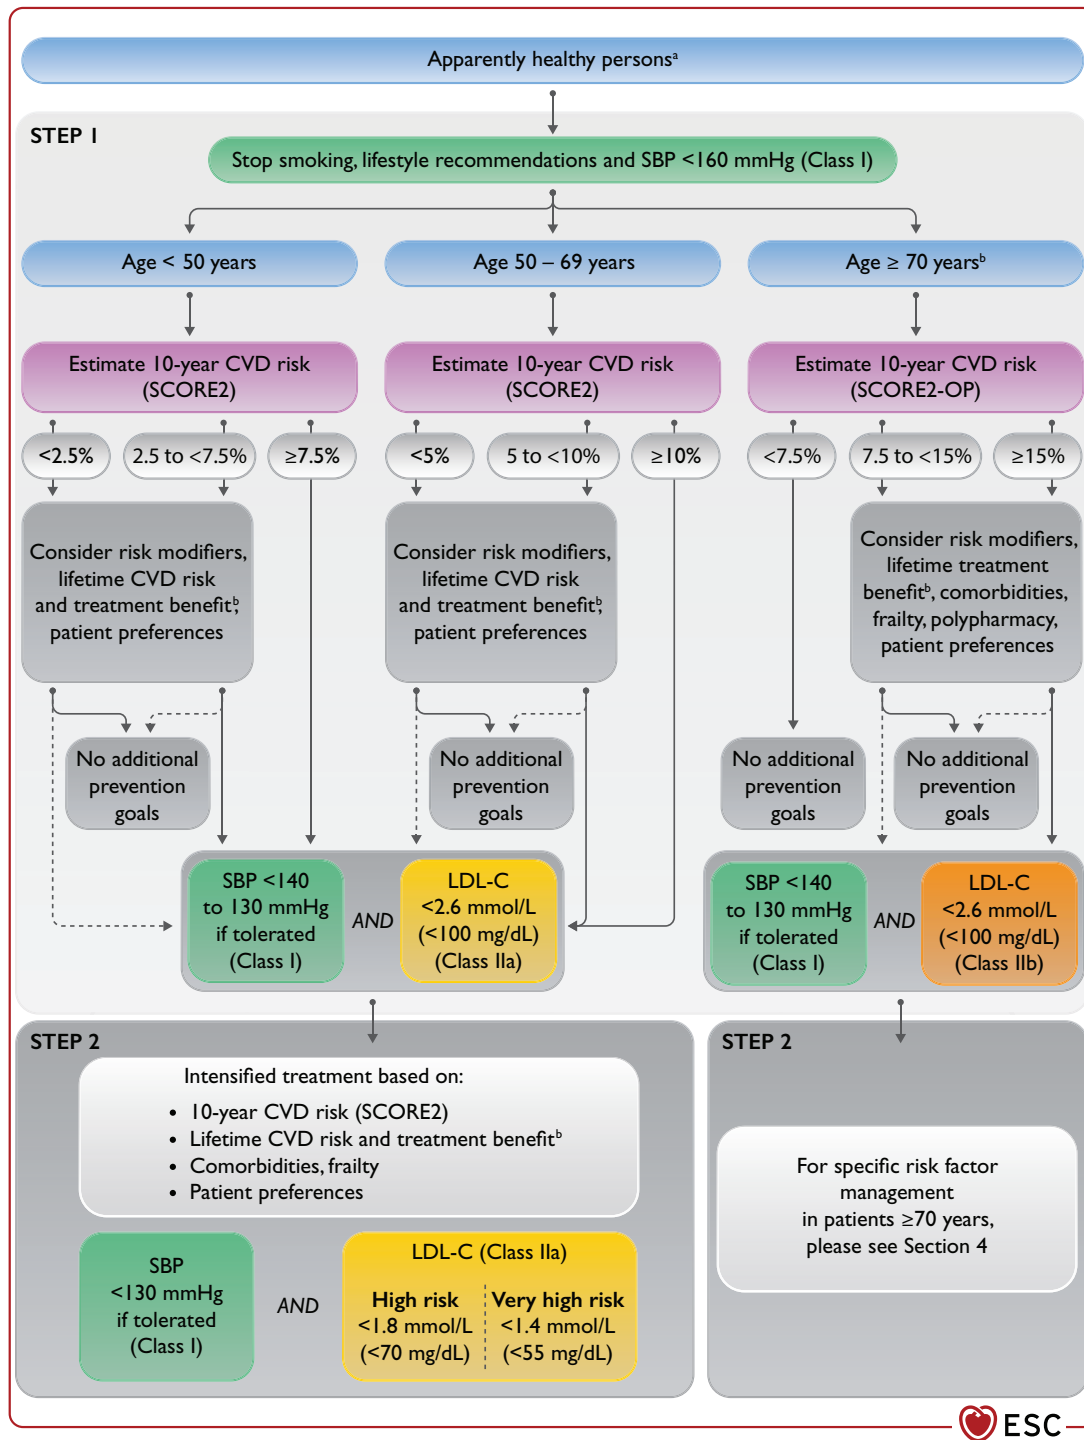 Apparently healthy personsᵃ
STEP 1
Stop smoking, lifestyle recommendations and SBP <160 mmHg (Class I)
Age < 50 years
Age 50 – 69 years
Age ≥ 70 yearsᵇ
Estimate 10-year CVD risk
(SCORE2)
Estimate 10-year CVD risk
(SCORE2)
Estimate 10-year CVD risk
(SCORE2-OP)
<2.5%
2.5 to <7.5%
≥7.5%
<5%
5 to <10%
≥10%
<7.5%
7.5 to <15%
≥15%
Consider risk modifiers,
lifetime CVD risk
and treatment benefitᵇ,
patient preferences
Consider risk modifiers,
lifetime CVD risk
and treatment benefitᵇ,
patient preferences
Consider risk modifiers,
lifetime treatment
benefitᵇ, comorbidities,
frailty, polypharmacy,
patient preferences
No additional
prevention
goals
No additional
prevention
goals
No additional
prevention
goals
No additional
prevention
goals
SBP <140
to 130 mmHg
if tolerated
(Class I)
AND
LDL-C
<2.6 mmol/L
(<100 mg/dL)
(Class IIa)
SBP <140
to 130 mmHg
if tolerated
(Class I)
AND
LDL-C
<2.6 mmol/L
(<100 mg/dL)
(Class IIb)
STEP 2
Intensified treatment based on:
• 10-year CVD risk (SCORE2)
• Lifetime CVD risk and treatment benefitᵇ
• Comorbidities, frailty
• Patient preferences
SBP
<130 mmHg
if tolerated
(Class I)
AND
LDL-C (Class IIa)
High risk
<1.8 mmol/L
(<70 mg/dL)
Very high risk
<1.4 mmol/L
(<55 mg/dL)
STEP 2
For specific risk factor
management
in patients ≥70 years,
please see Section 4
ESC